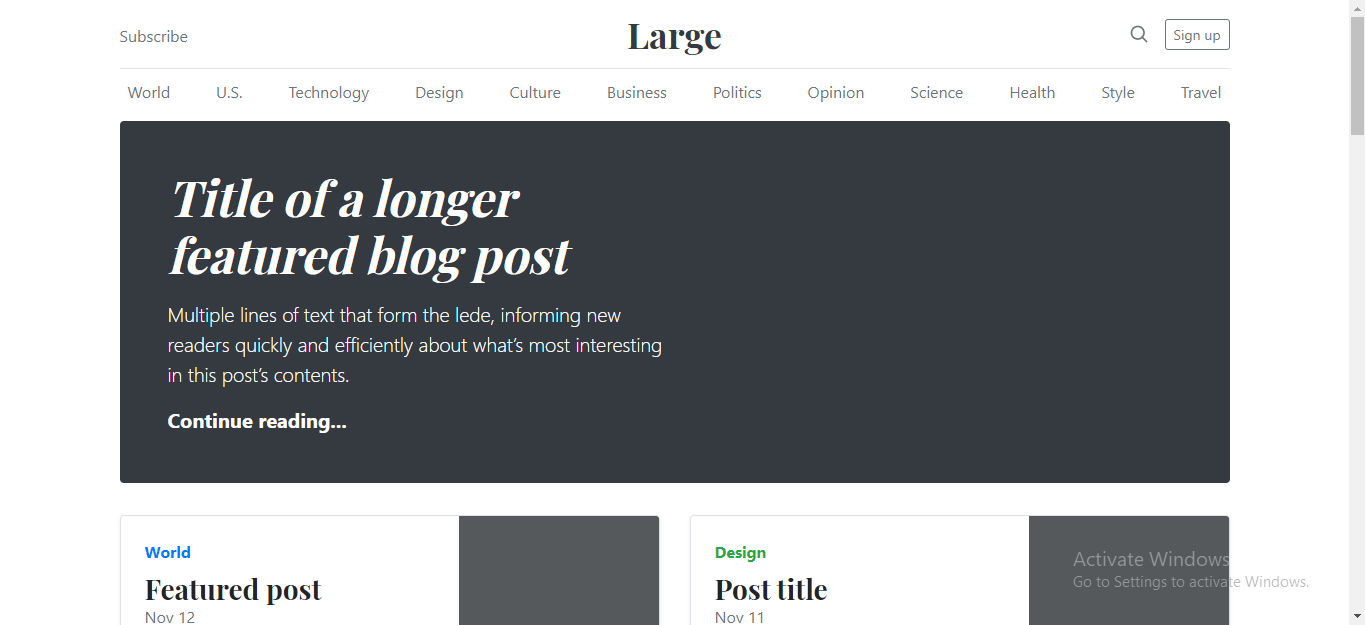 Subscribe
Large
Sign up
World U.S. Technology Design Culture Business Politics Opinion Science Health Style Travel
Title of a longer
featured blog post
Multiple lines of text that form the lede, informing new
readers quickly and efficiently about what’s most interesting
in this post’s contents.
Continue reading...
World
Featured post
Nov 12
Design
Post title
Nov 11
Activate Windows
Go to Settings to activate Windows.